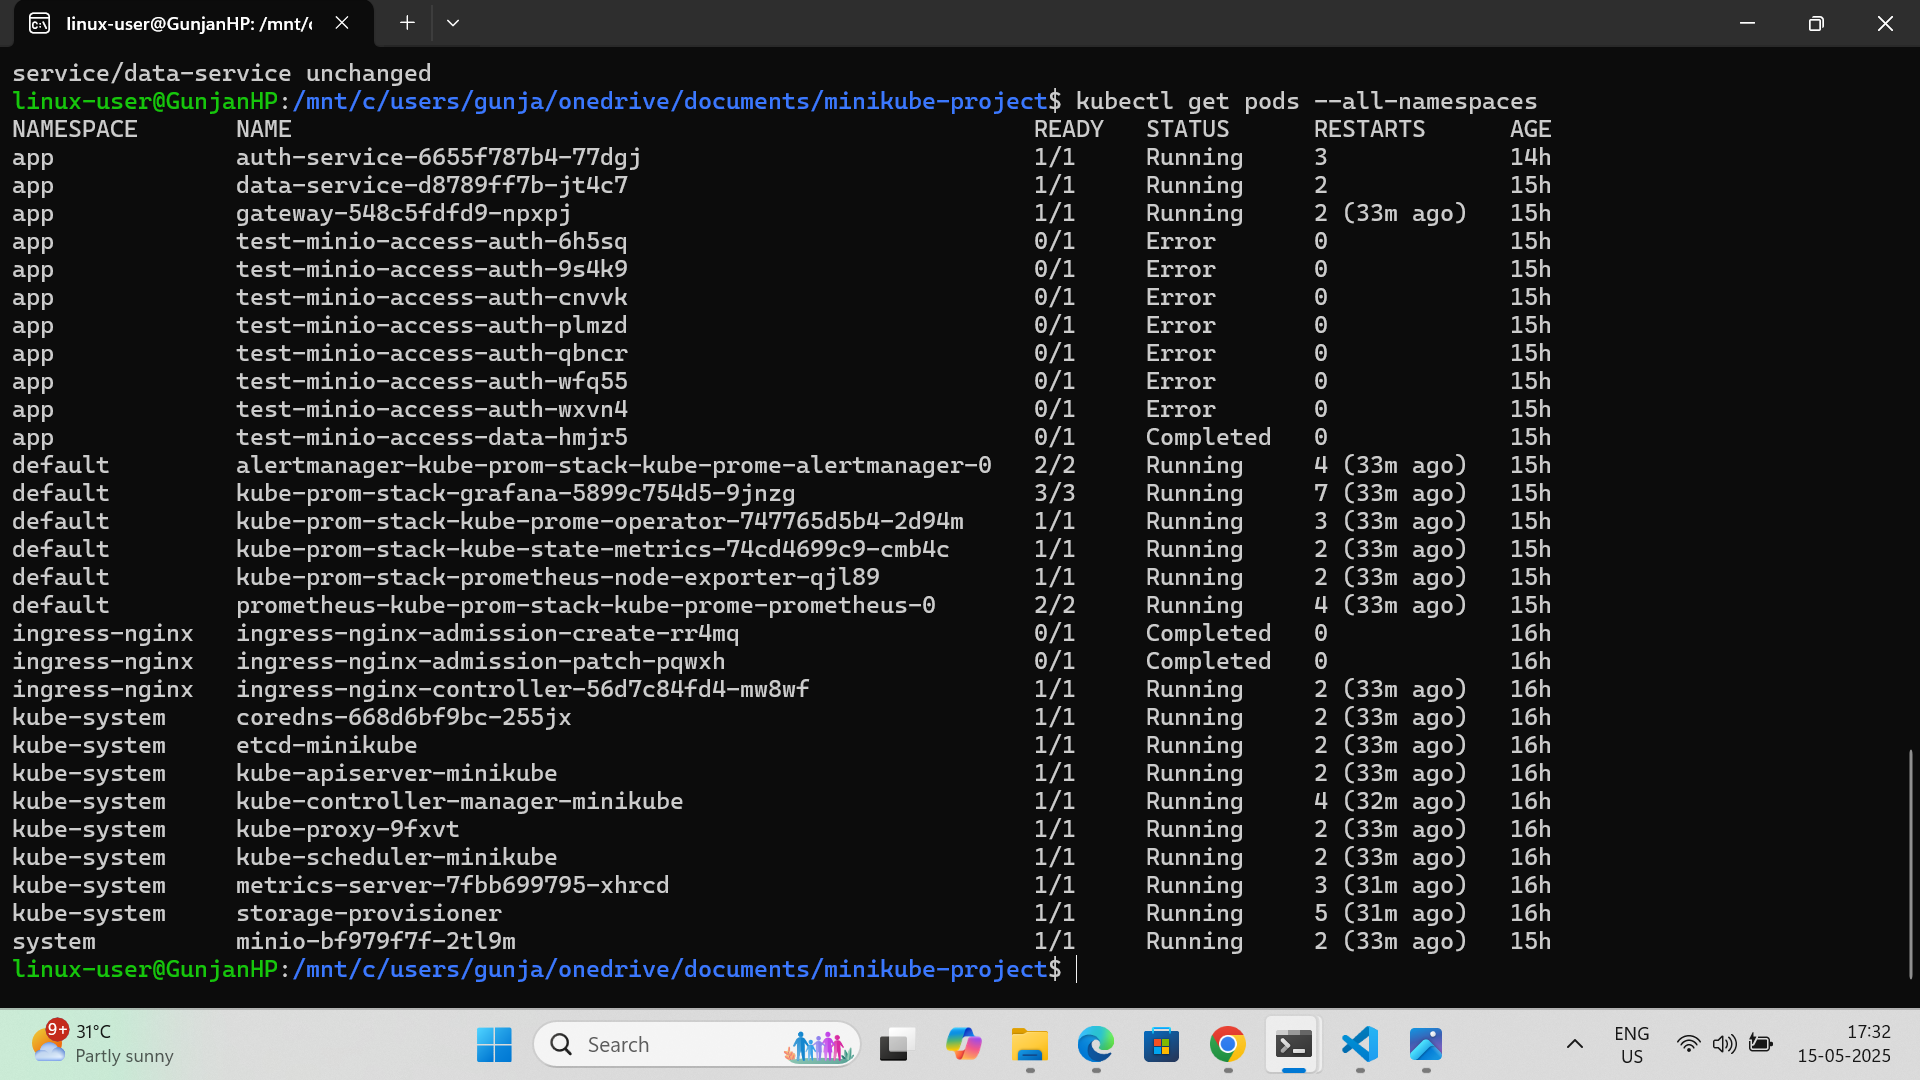 linux-user@GunjanHP: /mnt/c
service/data-service unchanged
linux-user@GunjanHP:/mnt/c/users/gunja/onedrive/documents/minikube-project$ kubectl get pods --all-namespaces
NAMESPACE NAME READY STATUS RESTARTS AGE
app auth-service-6655f787b4-77dgj 1/1 Running 3 14h
app data-service-d8789ff7b-jt4c7 1/1 Running 2 15h
app gateway-548c5fdfd9-npxpj 1/1 Running 2 (33m ago) 15h
app test-minio-access-auth-6h5sq 0/1 Error 0 15h
app test-minio-access-auth-9s4k9 0/1 Error 0 15h
app test-minio-access-auth-cnvvk 0/1 Error 0 15h
app test-minio-access-auth-plmzd 0/1 Error 0 15h
app test-minio-access-auth-qbncr 0/1 Error 0 15h
app test-minio-access-auth-wfq55 0/1 Error 0 15h
app test-minio-access-auth-wxvn4 0/1 Error 0 15h
app test-minio-access-data-hmjr5 0/1 Completed 0 15h
default alertmanager-kube-prom-stack-kube-prome-alertmanager-0 2/2 Running 4 (33m ago) 15h
default kube-prom-stack-grafana-5899c754d5-9jnzg 3/3 Running 7 (33m ago) 15h
default kube-prom-stack-kube-prome-operator-747765d5b4-2d94m 1/1 Running 3 (33m ago) 15h
default kube-prom-stack-kube-state-metrics-74cd4699c9-cmb4c 1/1 Running 2 (33m ago) 15h
default kube-prom-stack-prometheus-node-exporter-qjl89 1/1 Running 2 (33m ago) 15h
default prometheus-kube-prom-stack-kube-prome-prometheus-0 2/2 Running 4 (33m ago) 15h
ingress-nginx ingress-nginx-admission-create-rr4mq 0/1 Completed 0 16h
ingress-nginx ingress-nginx-admission-patch-pqwxh 0/1 Completed 0 16h
ingress-nginx ingress-nginx-controller-56d7c84fd4-mw8wf 1/1 Running 2 (33m ago) 16h
kube-system coredns-668d6bf9bc-255jx 1/1 Running 2 (33m ago) 16h
kube-system etcd-minikube 1/1 Running 2 (33m ago) 16h
kube-system kube-apiserver-minikube 1/1 Running 2 (33m ago) 16h
kube-system kube-controller-manager-minikube 1/1 Running 4 (32m ago) 16h
kube-system kube-proxy-9fxvt 1/1 Running 2 (33m ago) 16h
kube-system kube-scheduler-minikube 1/1 Running 2 (33m ago) 16h
kube-system metrics-server-7fbb699795-xhrcd 1/1 Running 3 (31m ago) 16h
kube-system storage-provisioner 1/1 Running 5 (31m ago) 16h
system minio-bf979f7f-2tl9m 1/1 Running 2 (33m ago) 15h
linux-user@GunjanHP:/mnt/c/users/gunja/onedrive/documents/minikube-project$
9+ 31°C
Partly sunny
Search
ENG
US
17:32
15-05-2025